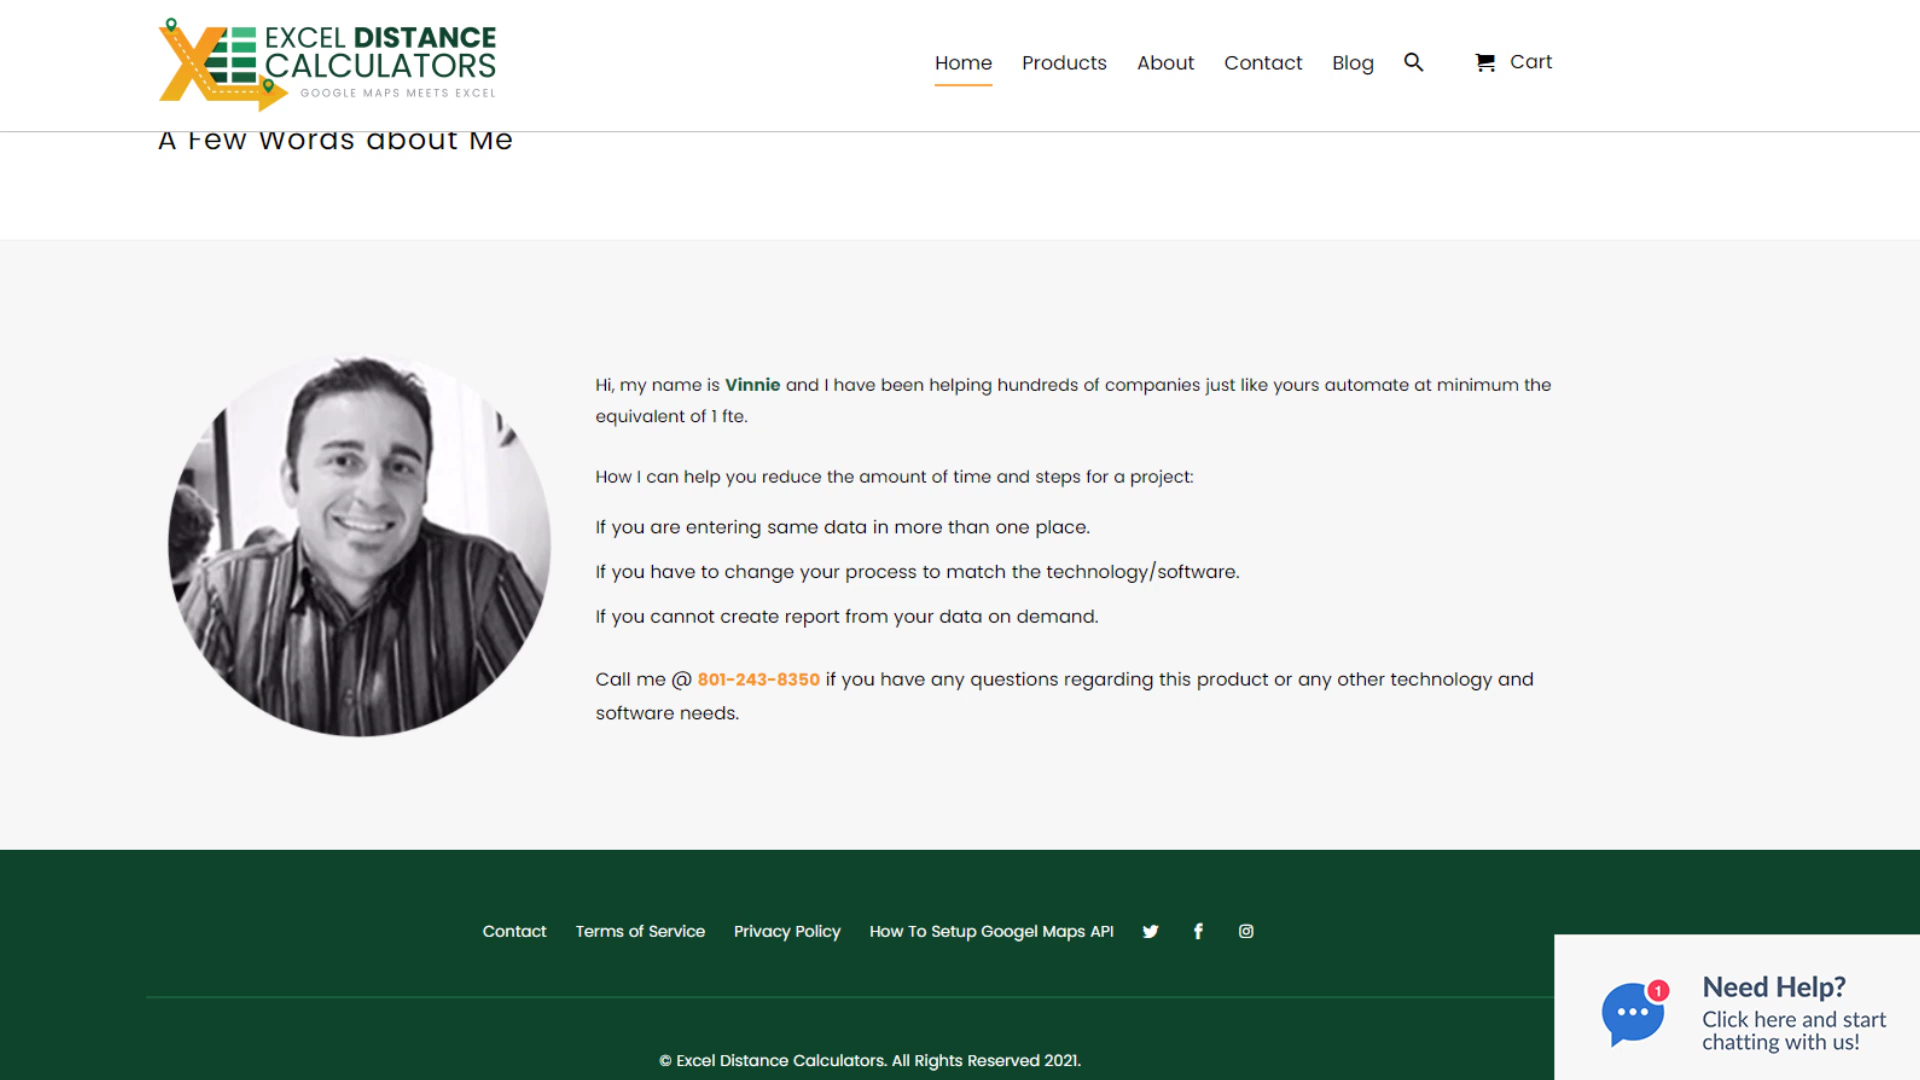 EXCEL DISTANCE
CALCULATORS
GOOGLE MAPS MEETS EXCEL
Home
Products
About
Contact
Blog
Cart
A Few Words about Me
Hi, my name is Vinnie and I have been helping hundreds of companies just like yours automate at minimum the
equivalent of 1 fte.
How I can help you reduce the amount of time and steps for a project:
If you are entering same data in more than one place.
If you have to change your process to match the technology/software.
If you cannot create report from your data on demand.
Call me @ 801-243-8350 if you have any questions regarding this product or any other technology and
software needs.
Contact
Terms of Service
Privacy Policy
How To Setup Googel Maps API
1
Need Help?
Click here and start
chatting with us!
© Excel Distance Calculators. All Rights Reserved 2021.